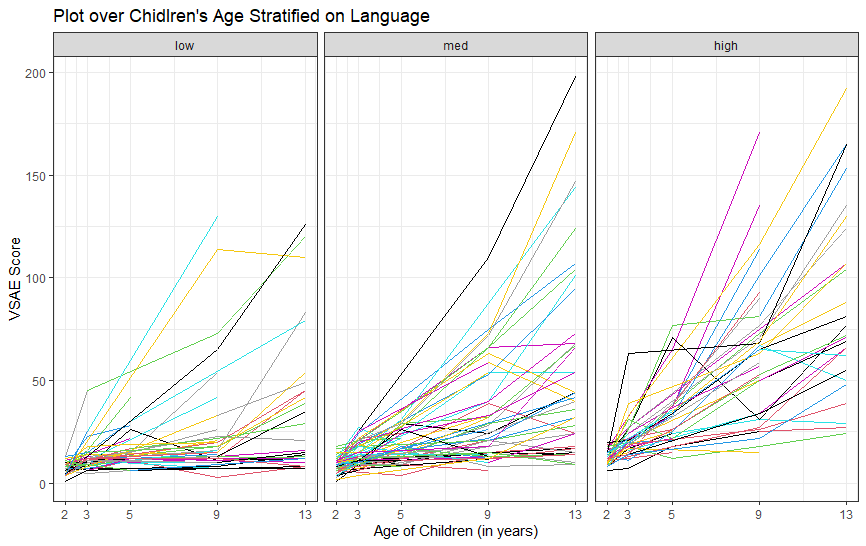 Plot over Chidlren's Age Stratified on Language
low med high
200
150
100
50
0
VSAE Score
2 3 5 9 13 2 3 5 9 13 2 3 5 9 13
Age of Children (in years)